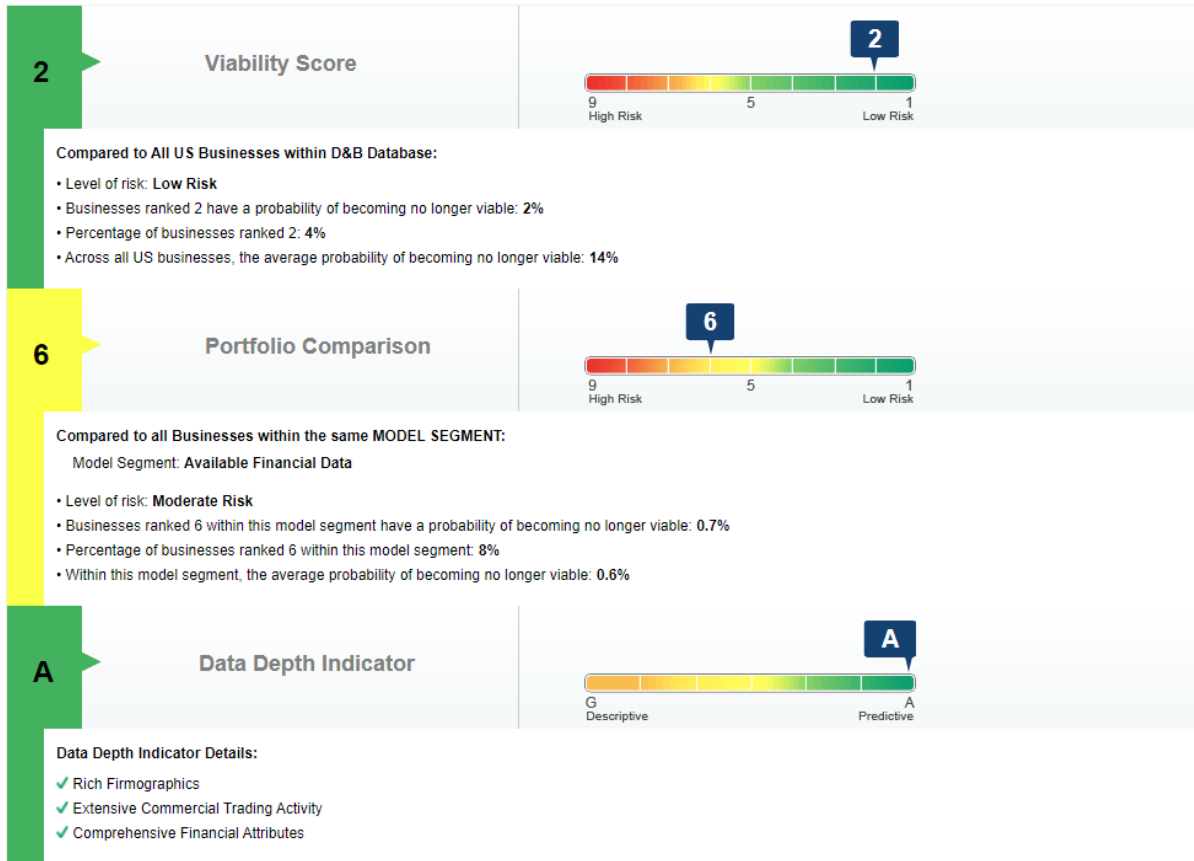 2
Viability Score
2
9 5 1
High Risk Low Risk
Compared to All US Businesses within D&B Database:
• Level of risk: Low Risk
• Businesses ranked 2 have a probability of becoming no longer viable: 2%
• Percentage of businesses ranked 2: 4%
• Across all US businesses, the average probability of becoming no longer viable: 14%
6
Portfolio Comparison
6
9 5 1
High Risk Low Risk
Compared to all Businesses within the same MODEL SEGMENT:
Model Segment: Available Financial Data
• Level of risk: Moderate Risk
• Businesses ranked 6 within this model segment have a probability of becoming no longer viable: 0.7%
• Percentage of businesses ranked 6 within this model segment: 8%
• Within this model segment, the average probability of becoming no longer viable: 0.6%
A
Data Depth Indicator
A
G A
Descriptive Predictive
Data Depth Indicator Details:
✓ Rich Firmographics
✓ Extensive Commercial Trading Activity
✓ Comprehensive Financial Attributes